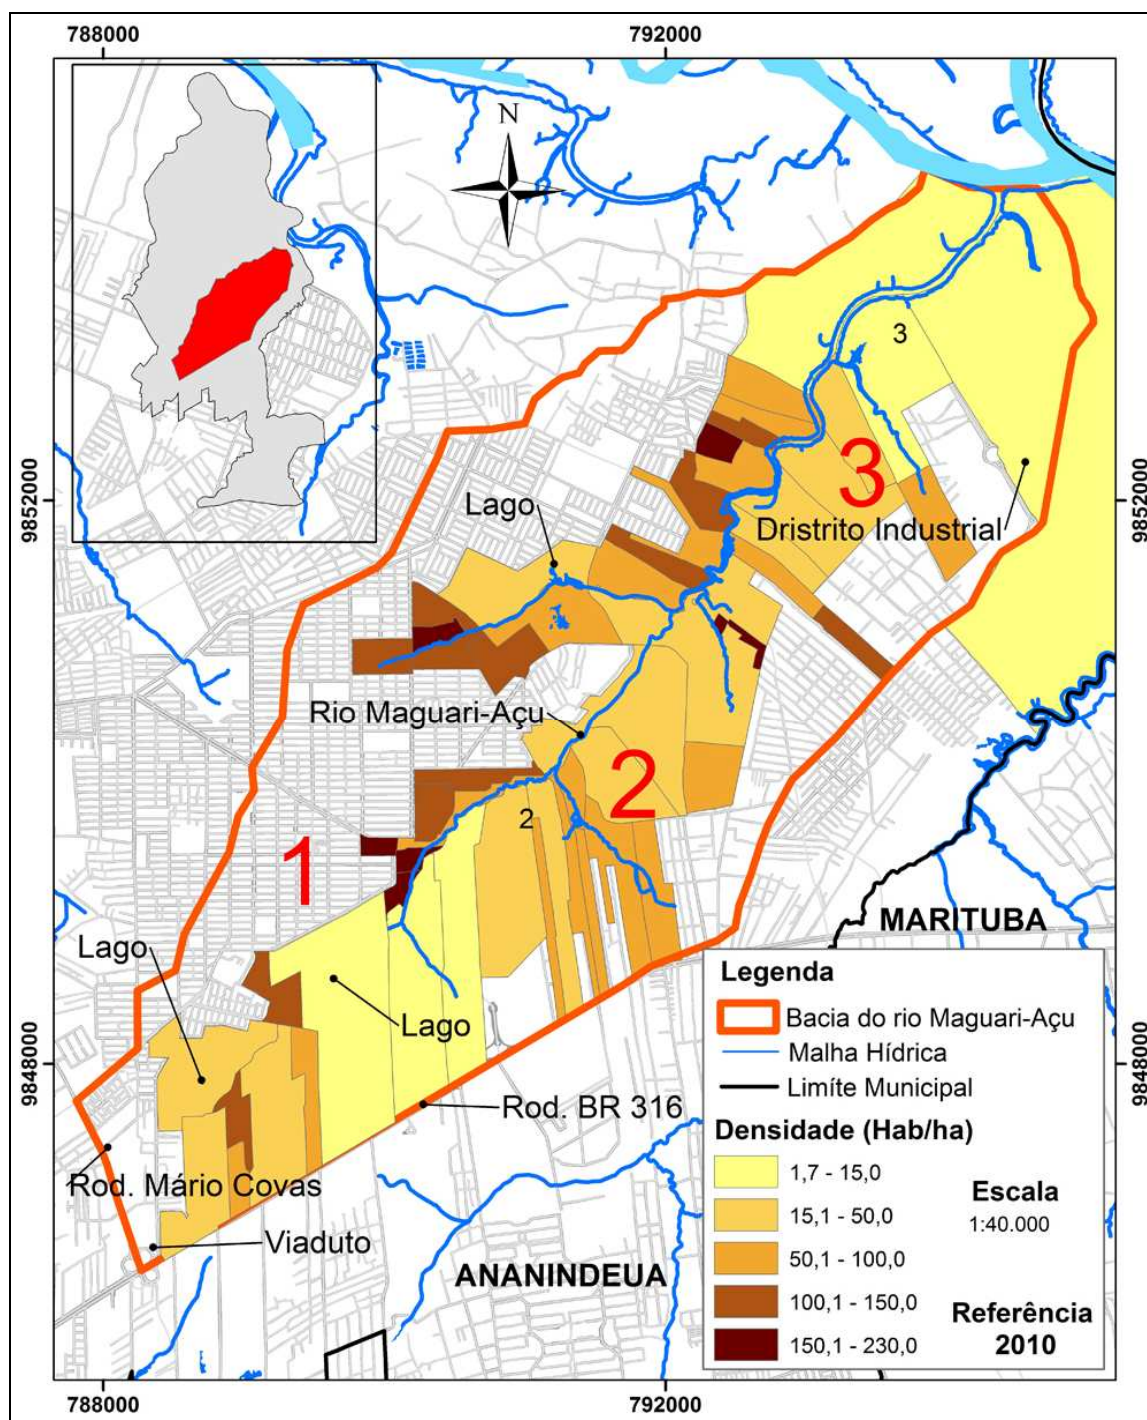 788000
792000
N
3
3
9852000
9852000
Lago
Dristrito Industrial
Rio Maguari-Açu
2
2
1
MARITUBA
Lago
Lago
Legenda
Bacia do rio Maguari-Açu
Malha Hídrica
Limíte Municipal
9848000
9848000
Rod. BR 316
Densidade (Hab/ha)
1,7 - 15,0
15,1 - 50,0
50,1 - 100,0
100,1 - 150,0
150,1 - 230,0
Escala
1:40.000
Referência
2010
Rod. Mário Covas
Viaduto
ANANINDEUA
788000
792000